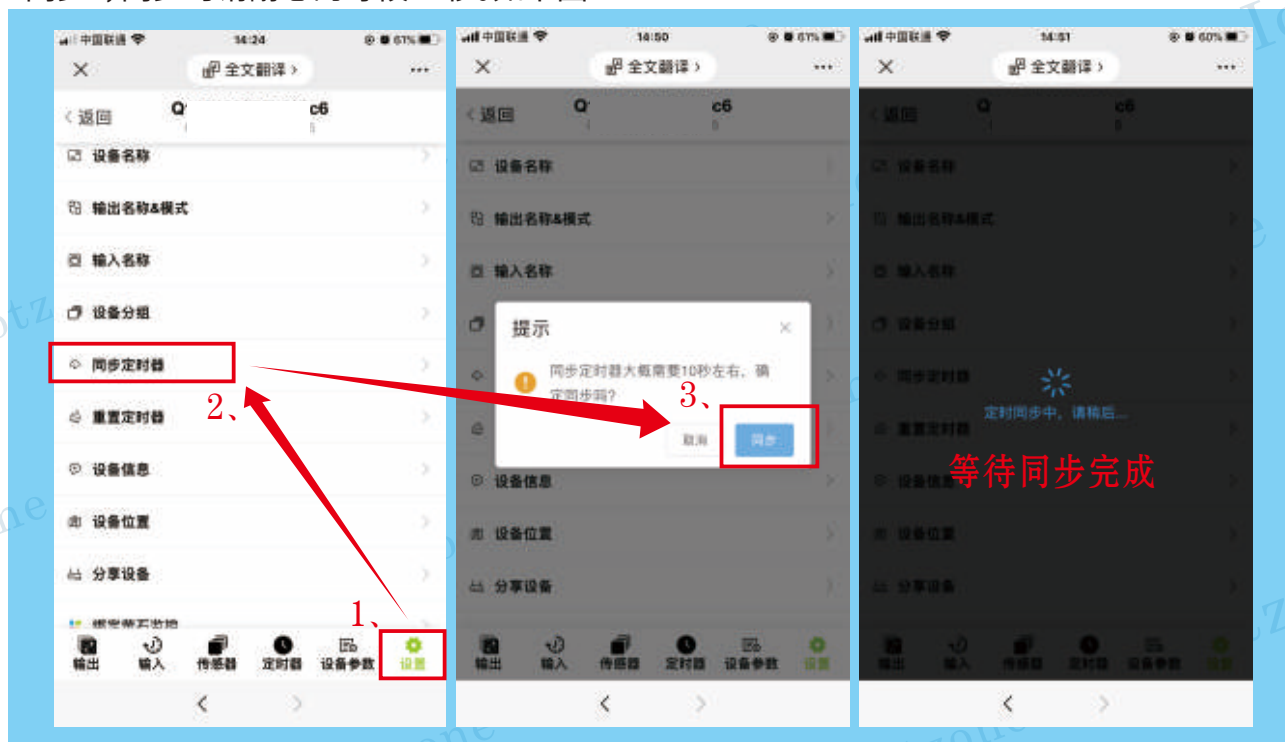 中国联通 14:24 61%
全文翻译
返回
Q c6
设备名称
输出名称&模式
输入名称
设备分组
同步定时器
2、
重置定时器
设备信息
设备位置
分享设备
1、
输出 输入 传感器 定时器 设备参数 设置
中国联通 14:50 61%
全文翻译
返回
Q c6
设备名称
输出名称&模式
输入名称
提示
同步定时器大概需要10秒左右，确
定同步吗?
3、
取消 同步
设备信息
设备位置
分享设备
输出 输入 传感器 定时器 设备参数 设置
中国联通 14:51 60%
全文翻译
返回
Q c6
设备名称
输出名称&模式
输入名称
设备分组
同步定时器
定时同步中，请稍后...
重置定时器
等待同步完成
设备信息
设备位置
分享设备
输出 输入 传感器 定时器 设备参数 设置